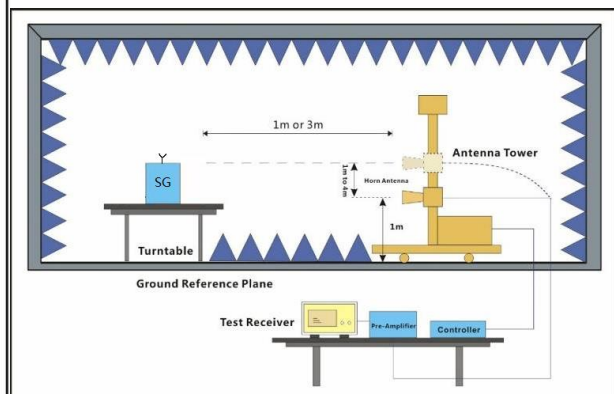 1m or 3m
Antenna Tower
SG
1m to 4m
Horn Antenna
1m
Turntable
Ground Reference Plane
Test Receiver
Pre-Amplifier
Controller